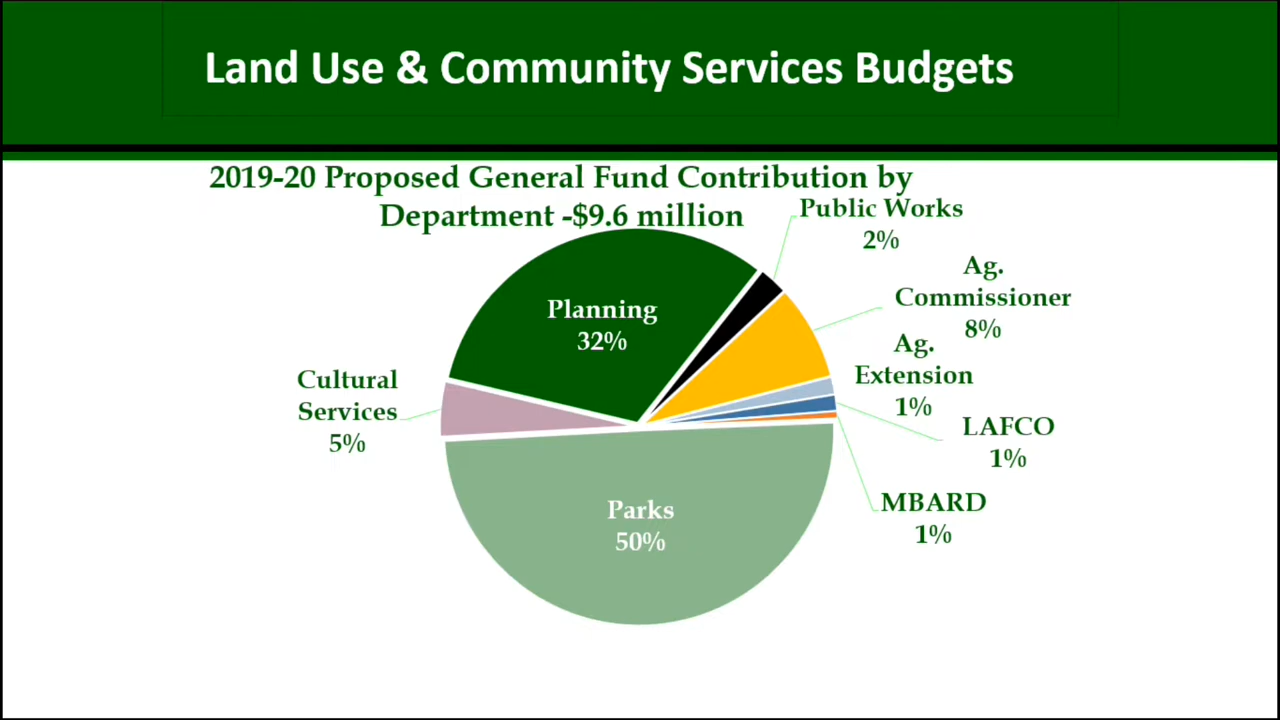 Land Use & Community Services Budgets
2019-20 Proposed General Fund Contribution by
Department -$9.6 million
Public Works
2%
Ag.
Commissioner
8%
Ag.
Extension
1%
LAFCO
1%
MBARD
1%
Parks
50%
Cultural
Services
5%
Planning
32%